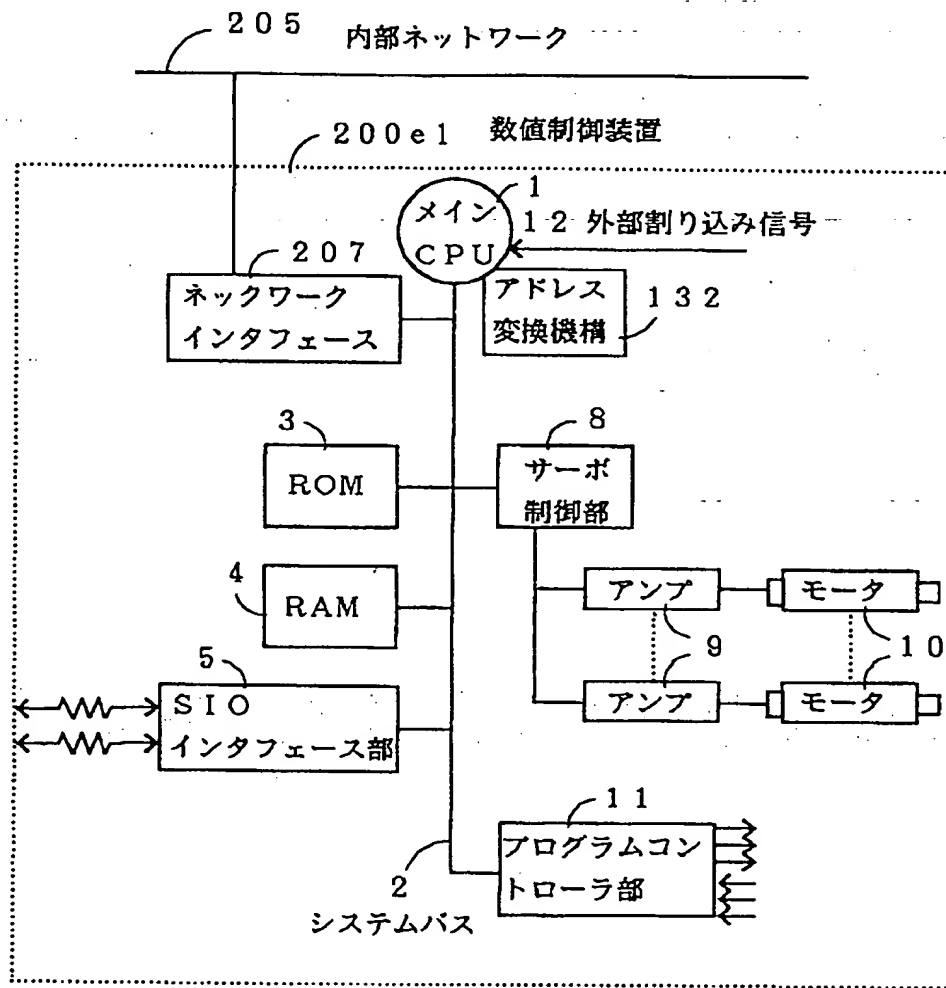 205 内部ネットワーク
200e1 数値制御装置
1
メイン
CPU
12 外部割り込み信号
207
ネックワーク
インタフェース
アドレス
変換機構
132
3
ROM
8
サーボ
制御部
4
RAM
アンプ
モータ
9
10
アンプ
モータ
5
SIO
インタフェース部
11
プログラムコン
トローラ部
2
システムバス